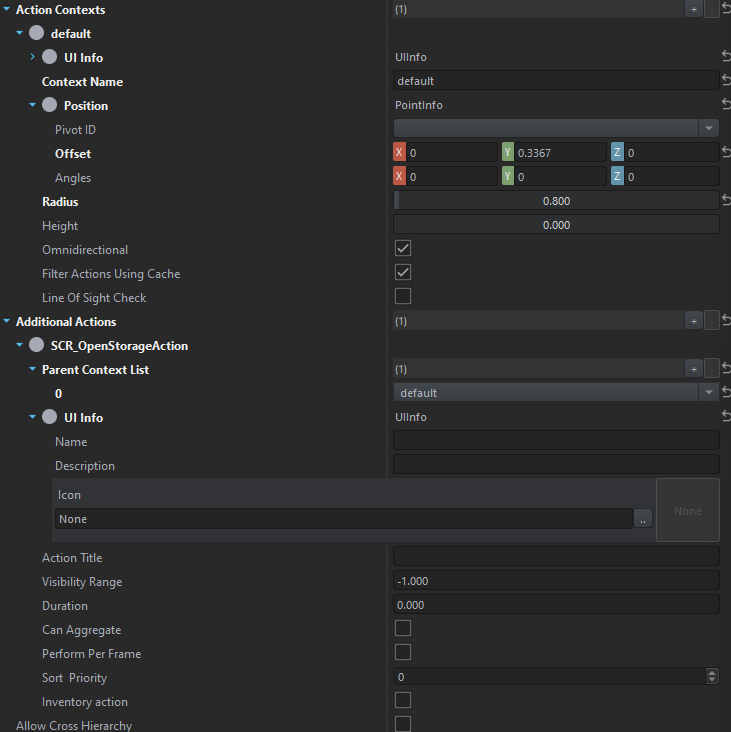 Action Contexts (1) +
default
UI Info UIInfo
Context Name default
Position PointInfo
Pivot ID
Offset X 0 Y 0.3367 Z 0
Angles X 0 Y 0 Z 0
Radius 0.800
Height 0.000
Omnidirectional
Filter Actions Using Cache
Line Of Sight Check
Additional Actions (1) +
SCR_OpenStorageAction
Parent Context List (1) +
0 default
UI Info UIInfo
Name
Description
Icon
None .. None
Action Title
Visibility Range -1.000
Duration 0.000
Can Aggregate
Perform Per Frame
Sort Priority 0
Inventory action
Allow Cross Hierarchy